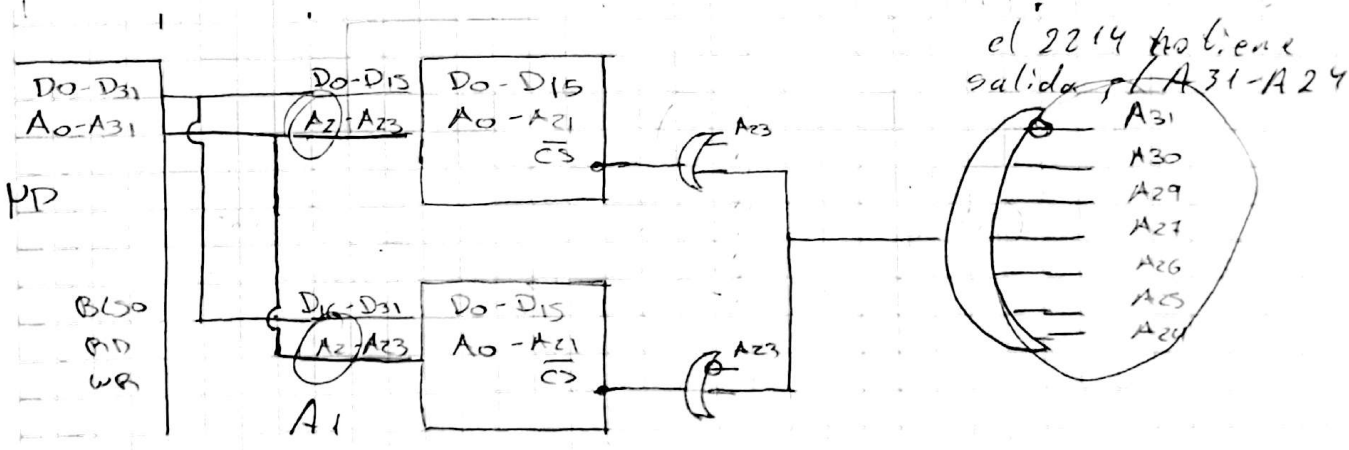 el 2214 no tiene
salida p/ A31-A24
D0-D31
A0-A31
μP
BLS0
RD
WR
D0-D15
A2-A23
D0-D15
A0-A21
CS
A23
D16-D31
A2-A23
A1
D0-D15
A0-A21
CS
A23
A31
A30
A29
A27
A26
A25
A24